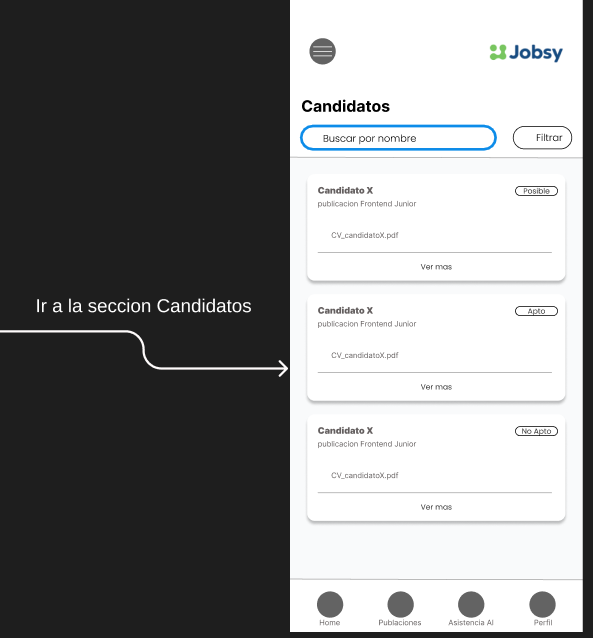 Jobsy
Candidatos
Buscar por nombre
Filtrar
Candidato X
Posible
publicacion Frontend Junior
CV_candidatoX.pdf
Ver mas
Ir a la seccion Candidatos
Candidato X
Apto
publicacion Frontend Junior
CV_candidatoX.pdf
Ver mas
Candidato X
No Apto
publicacion Frontend Junior
CV_candidatoX.pdf
Ver mas
Home
Publaciones
Asistencia AI
Perfil